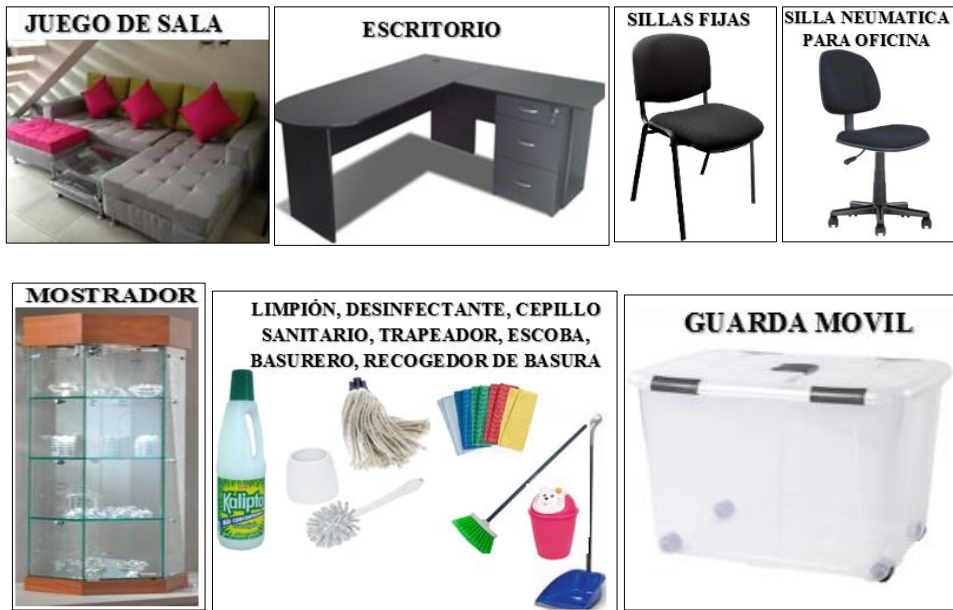 JUEGO DE SALA
ESCRITORIO
SILLAS FIJAS
SILLA NEUMATICA
PARA OFICINA
MOSTRADOR
LIMPIÓN, DESINFECTANTE, CEPILLO
SANITARIO, TRAPEADOR, ESCOBA,
BASURERO, RECOGEDOR DE BASURA
Kalipto
GUARDA MOVIL